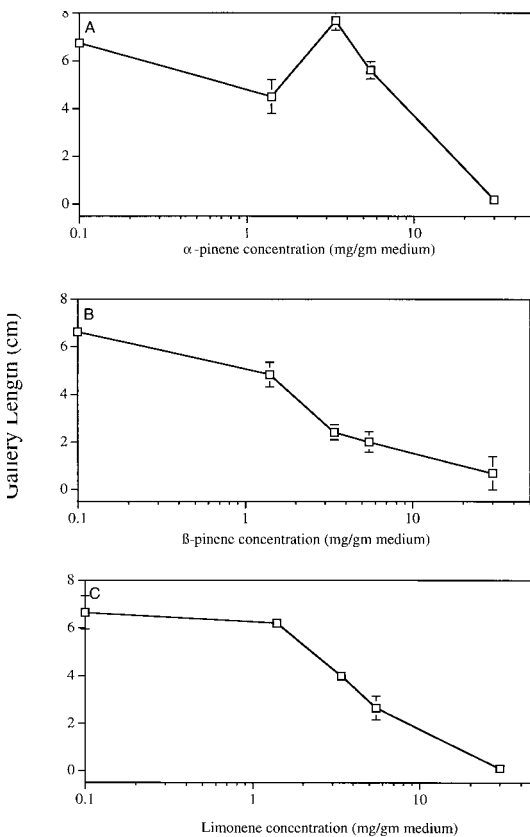 8
A
6
4
2
0
0.1 1 10
α-pinene concentration (mg/gm medium)
Gallery Length (cm)
8
B
6
4
2
0
0.1 1 10
ß-pinene concentration (mg/gm medium)
8
C
6
4
2
0
0.1 1 10
Limonene concentration (mg/gm medium)